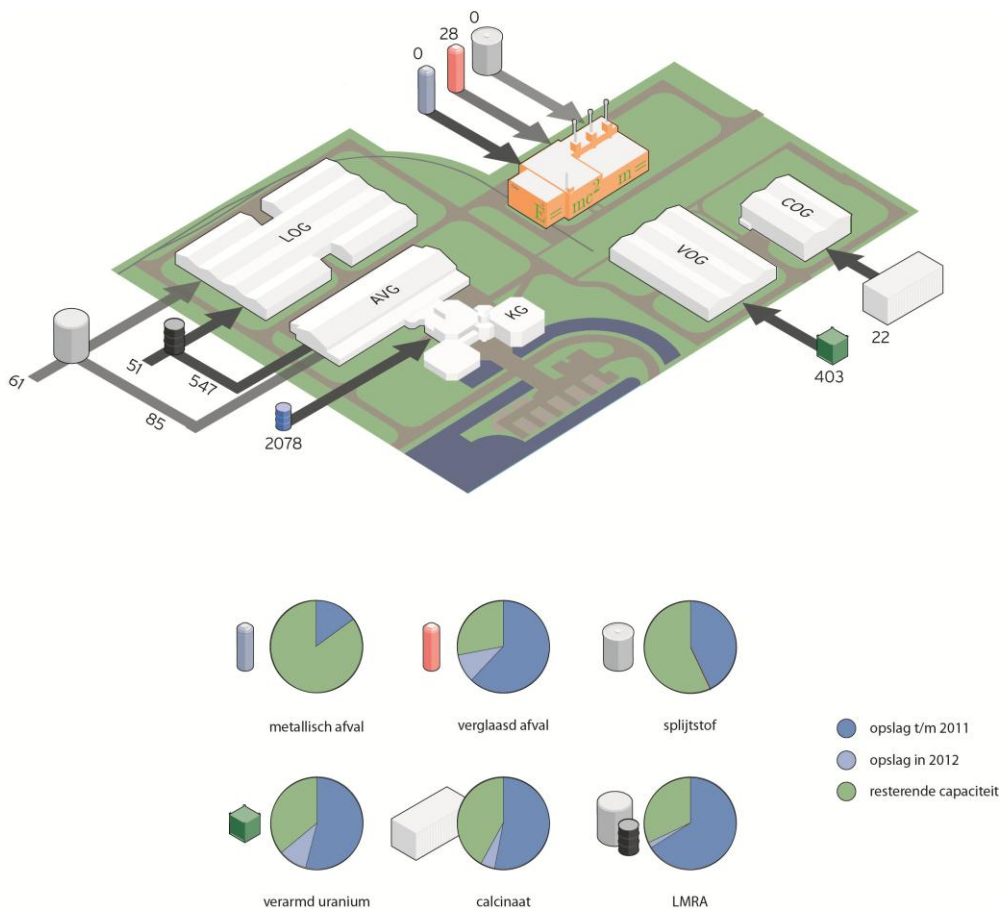 0
28
0
E = mc² m =
LOG
AVG
KG
VOG
COG
22
403
61
51
547
85
2078
metallisch afval
verglaasd afval
splijtstof
opslag t/m 2011
opslag in 2012
resterende capaciteit
verarmd uranium
calcinaat
LMRA